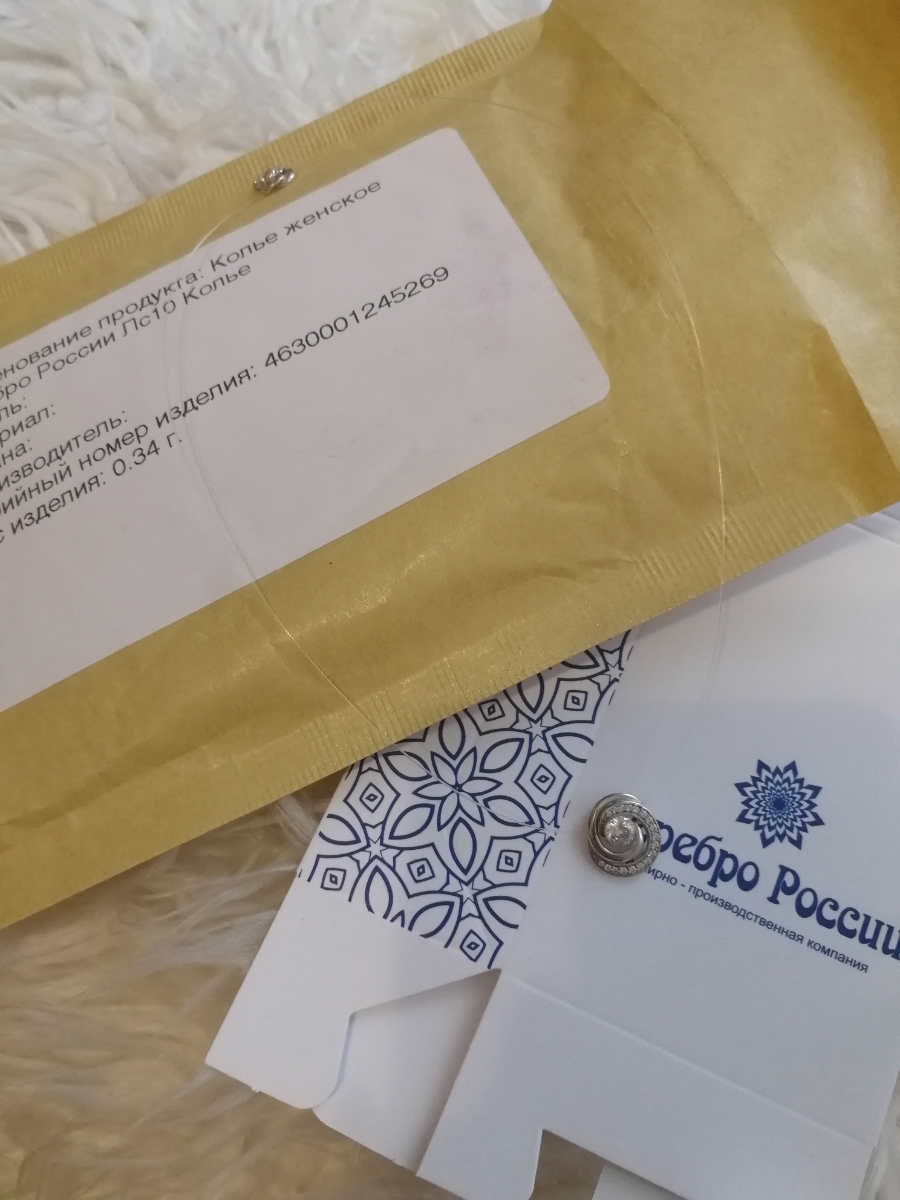 енование продукта: Колье женское
бро России Лс10 Колье
ль:
риал:
на:
изводитель:
ийный номер изделия: 4630001245269
с изделия: 0.34 г.
ребро России
ирно - производственная компания